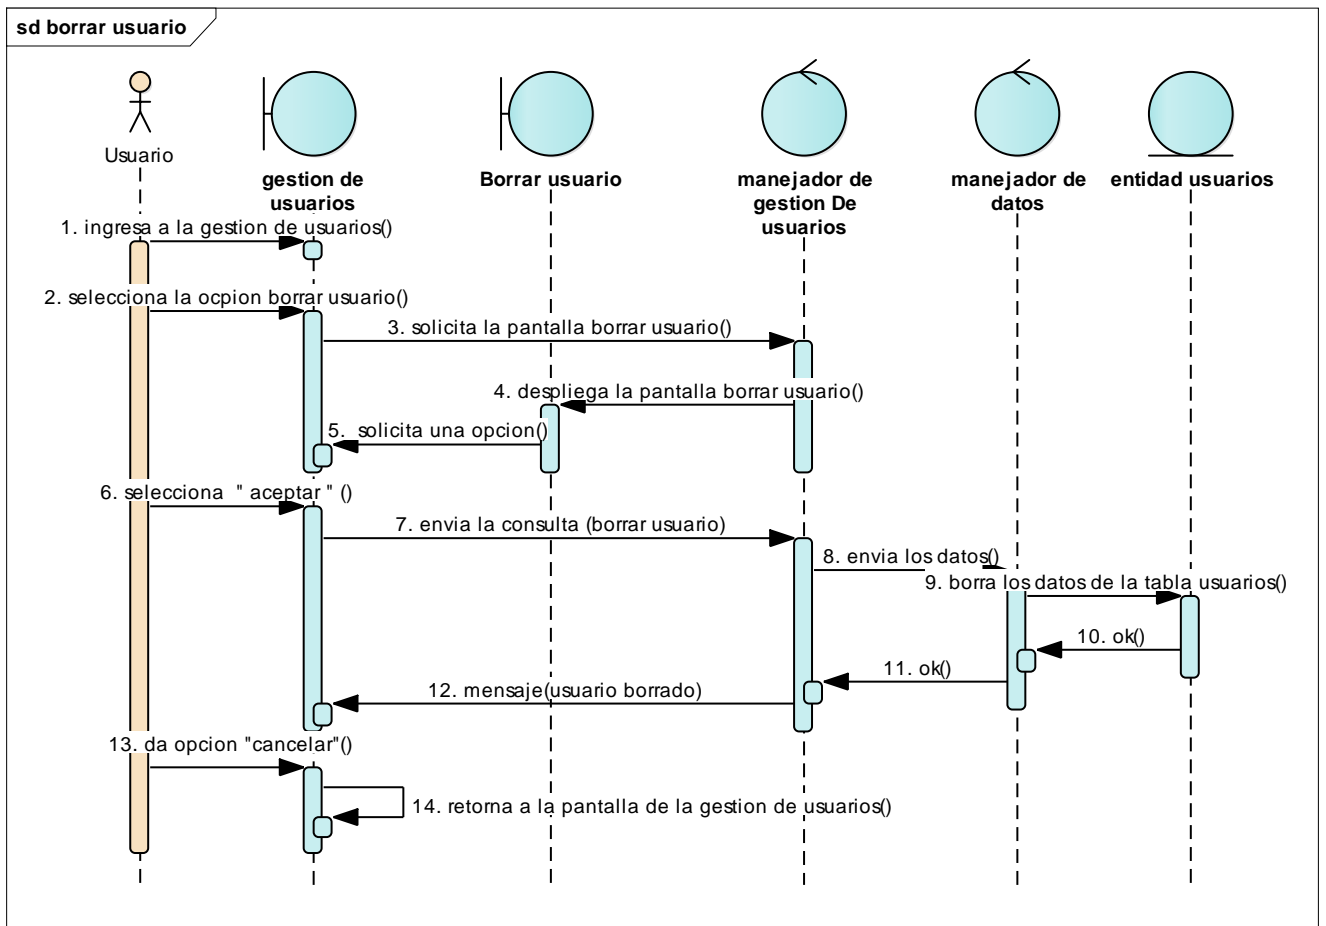 sd borrar usuario
Usuario
gestion de
usuarios
Borrar usuario
manejador de
gestion De
usuarios
manejador de
datos
entidad usuarios
1. ingresa a la gestion de usuarios()
2. selecciona la ocpion borrar usuario()
3. solicita la pantalla borrar usuario()
4. despliega la pantalla borrar usuario()
5.  solicita una opcion()
6. selecciona  " aceptar " ()
7. envia la consulta (borrar usuario)
8. envia los datos()
9. borra los datos de la tabla usuarios()
10. ok()
11. ok()
12. mensaje(usuario borrado)
13. da opcion "cancelar"()
14. retorna a la pantalla de la gestion de usuarios()